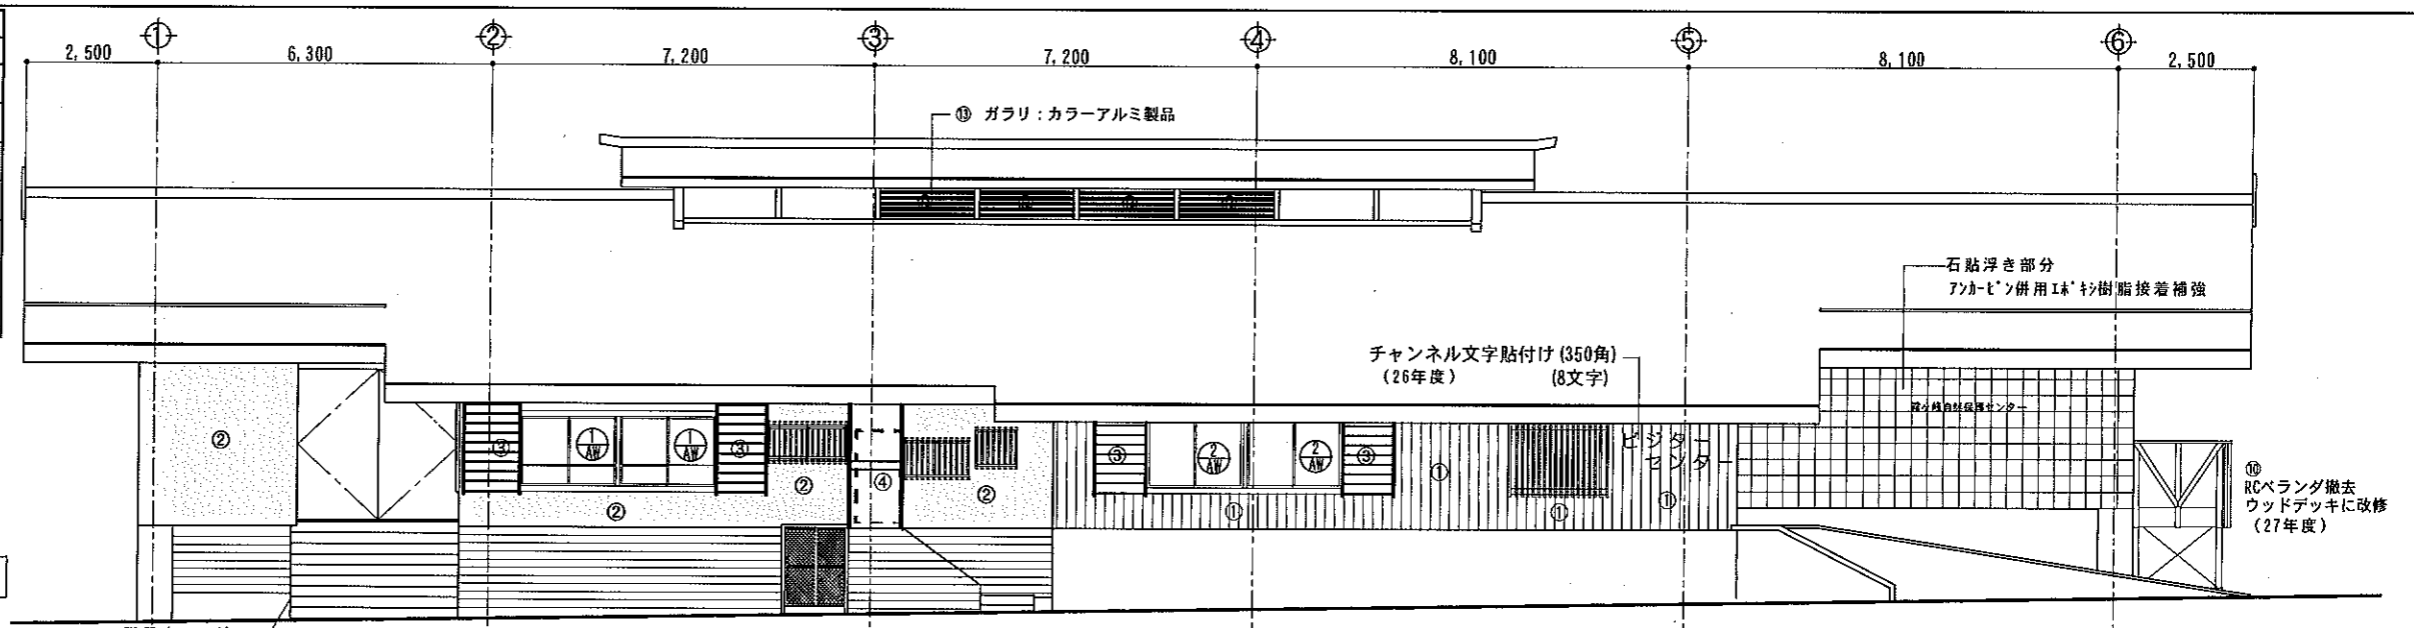 ① ② ③ ④ ⑤ ⑥
2,500 6,300 7,200 7,200 8,100 8,100 2,500
⑬ ガラリ：カラーアルミ製品
石貼浮き部分
アンカーピン併用エポキシ樹脂接着補強
チャンネル文字貼付け(350角)
（26年度） (8文字)
ビジター
センター
② ③ 1 AW 1 AW ③ ② ④ ② ②
③ 2 AW 2 AW ③ ① ① ① ①
⑩
RCベランダ撤去
ウッドデッキに改修
（27年度）